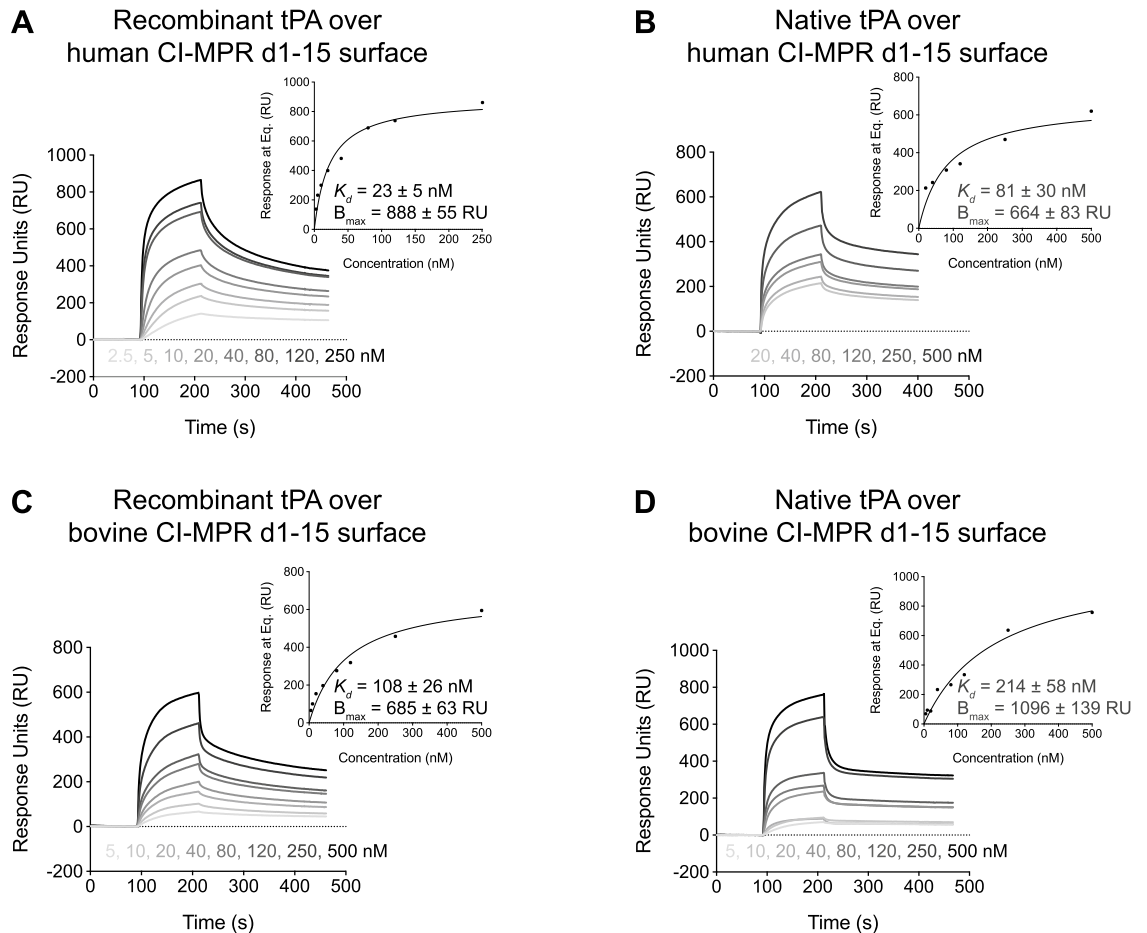 A
Recombinant tPA over
human CI-MPR d1-15 surface
Response Units (RU)
1000
800
600
400
200
0
-200
0 100 200 300 400 500
Time (s)
2.5, 5, 10, 20, 40, 80, 120, 250 nM
Response at Eq. (RU)
1000
800
600
400
200
0
0 50 100 150 200 250
Concentration (nM)
Kd = 23 ± 5 nM
Bmax = 888 ± 55 RU
B
Native tPA over
human CI-MPR d1-15 surface
Response Units (RU)
800
600
400
200
0
-200
0 100 200 300 400 500
Time (s)
20, 40, 80, 120, 250, 500 nM
Response at Eq. (RU)
800
600
400
200
0
0 100 200 300 400 500
Concentration (nM)
Kd = 81 ± 30 nM
Bmax = 664 ± 83 RU
C
Recombinant tPA over
bovine CI-MPR d1-15 surface
Response Units (RU)
800
600
400
200
0
-200
0 100 200 300 400 500
Time (s)
5, 10, 20, 40, 80, 120, 250, 500 nM
Response at Eq. (RU)
800
600
400
200
0
0 100 200 300 400 500
Concentration (nM)
Kd = 108 ± 26 nM
Bmax = 685 ± 63 RU
D
Native tPA over
bovine CI-MPR d1-15 surface
Response Units (RU)
1000
800
600
400
200
0
-200
0 100 200 300 400 500
Time (s)
5, 10, 20, 40, 80, 120, 250, 500 nM
Response at Eq. (RU)
1000
800
600
400
200
0
0 100 200 300 400 500
Concentration (nM)
Kd = 214 ± 58 nM
Bmax = 1096 ± 139 RU